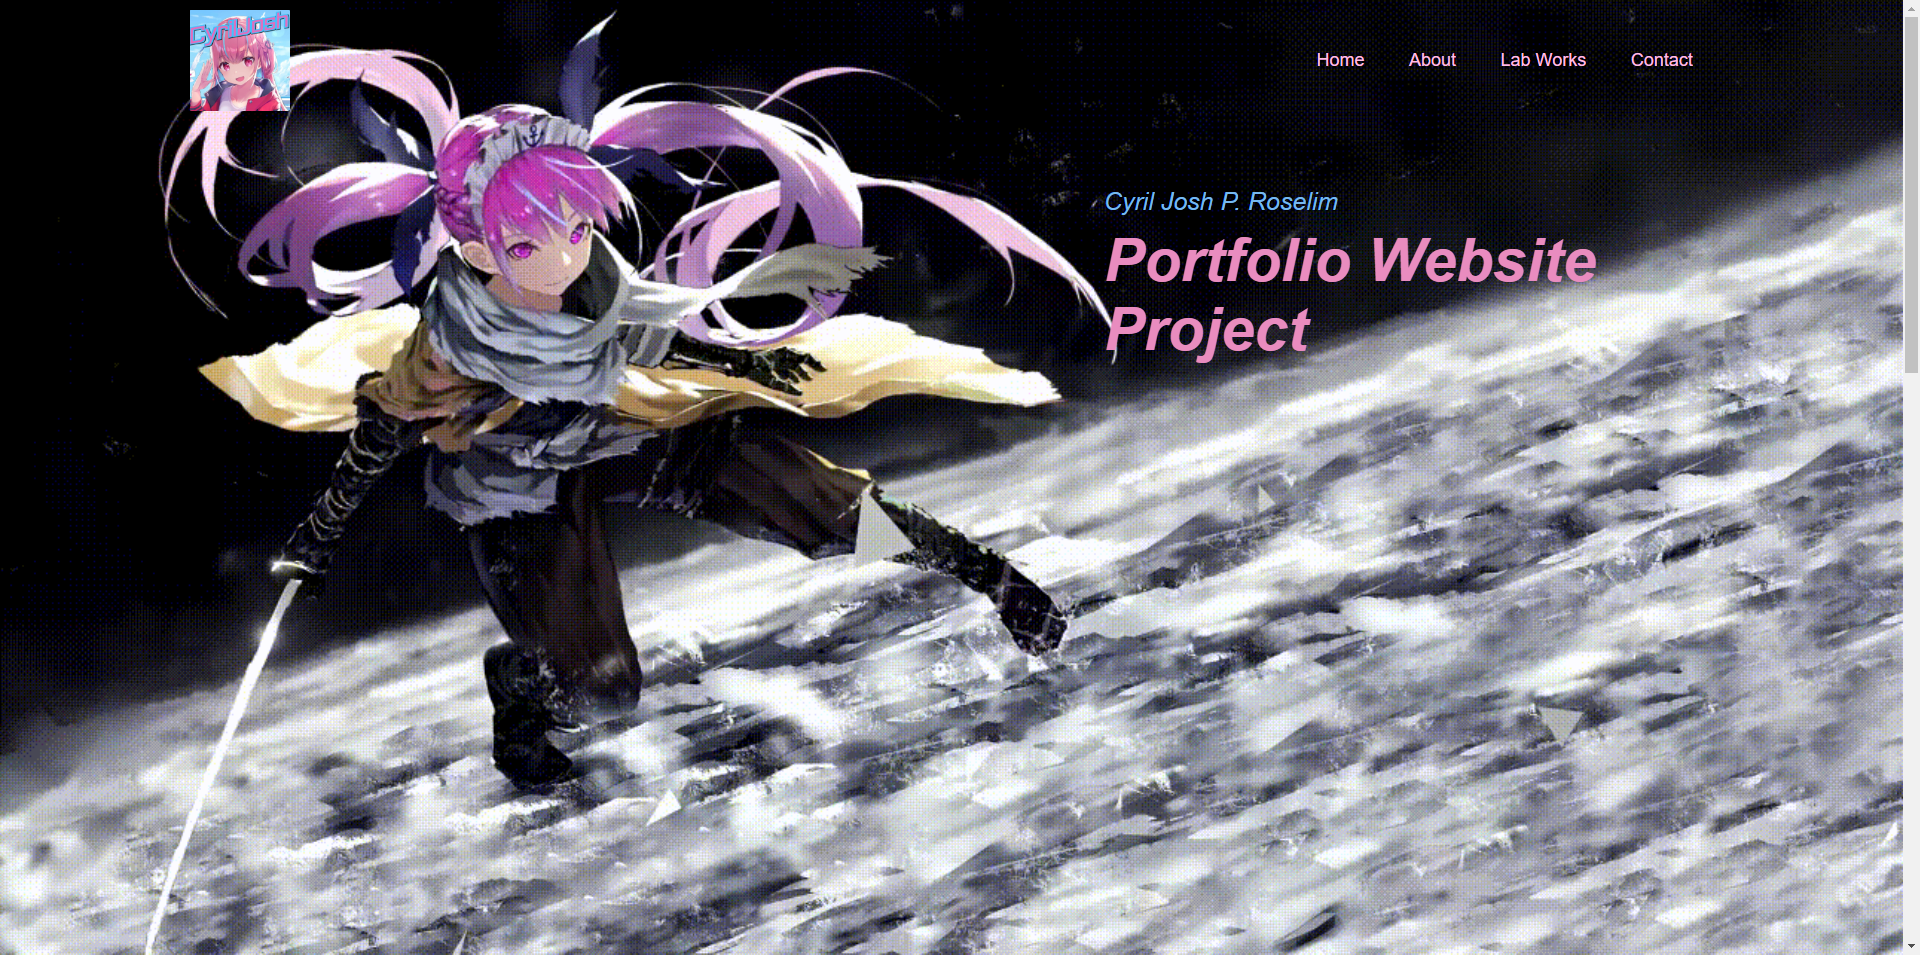 CyrilJosh
Home
About
Lab Works
Contact
Cyril Josh P. Roselim
Portfolio Website
Project